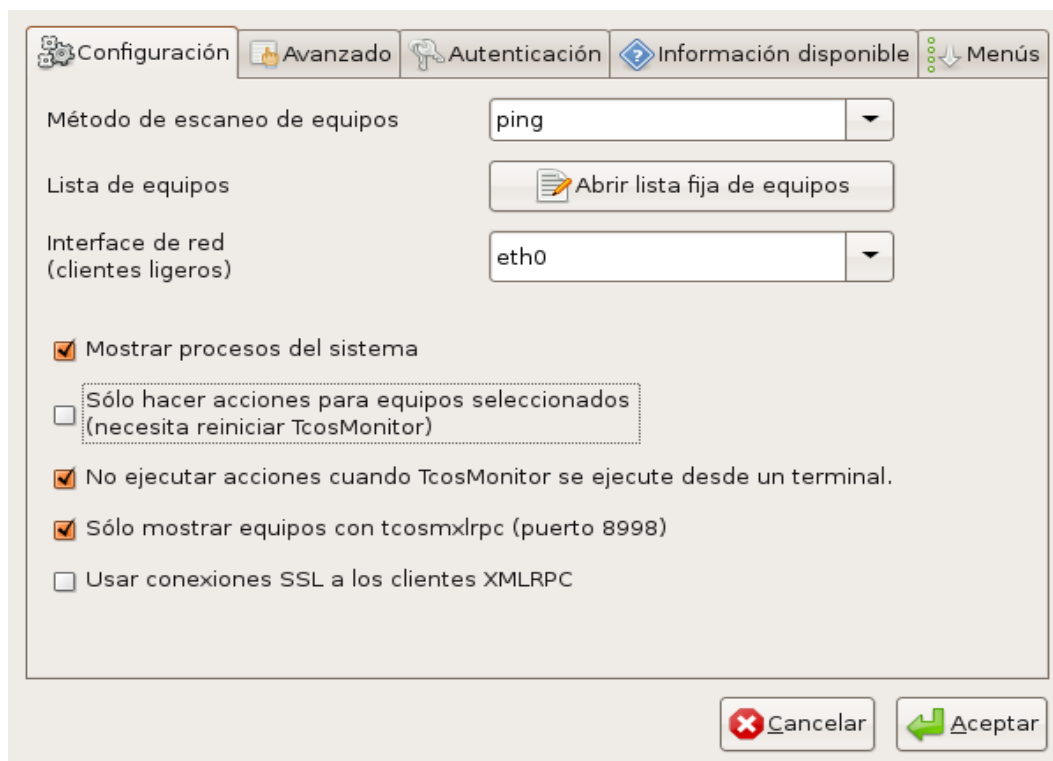 Configuración
Avanzado
Autenticación
Información disponible
Menús
Método de escaneo de equipos
ping
Lista de equipos
Abrir lista fija de equipos
Interface de red
(clientes ligeros)
eth0
Mostrar procesos del sistema
Sólo hacer acciones para equipos seleccionados
(necesita reiniciar TcosMonitor)
No ejecutar acciones cuando TcosMonitor se ejecute desde un terminal.
Sólo mostrar equipos con tcosmxlrpc (puerto 8998)
Usar conexiones SSL a los clientes XMLRPC
Cancelar
Aceptar